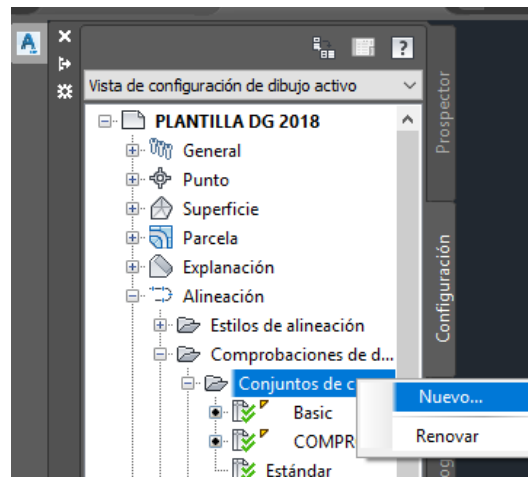 Vista de configuración de dibujo activo
PLANTILLA DG 2018
General
Punto
Superficie
Parcela
Explanación
Alineación
Estilos de alineación
Comprobaciones de d...
Conjuntos de c
Nuevo...
Basic
Renovar
COMPR
Estándar
Prospector
Configuración